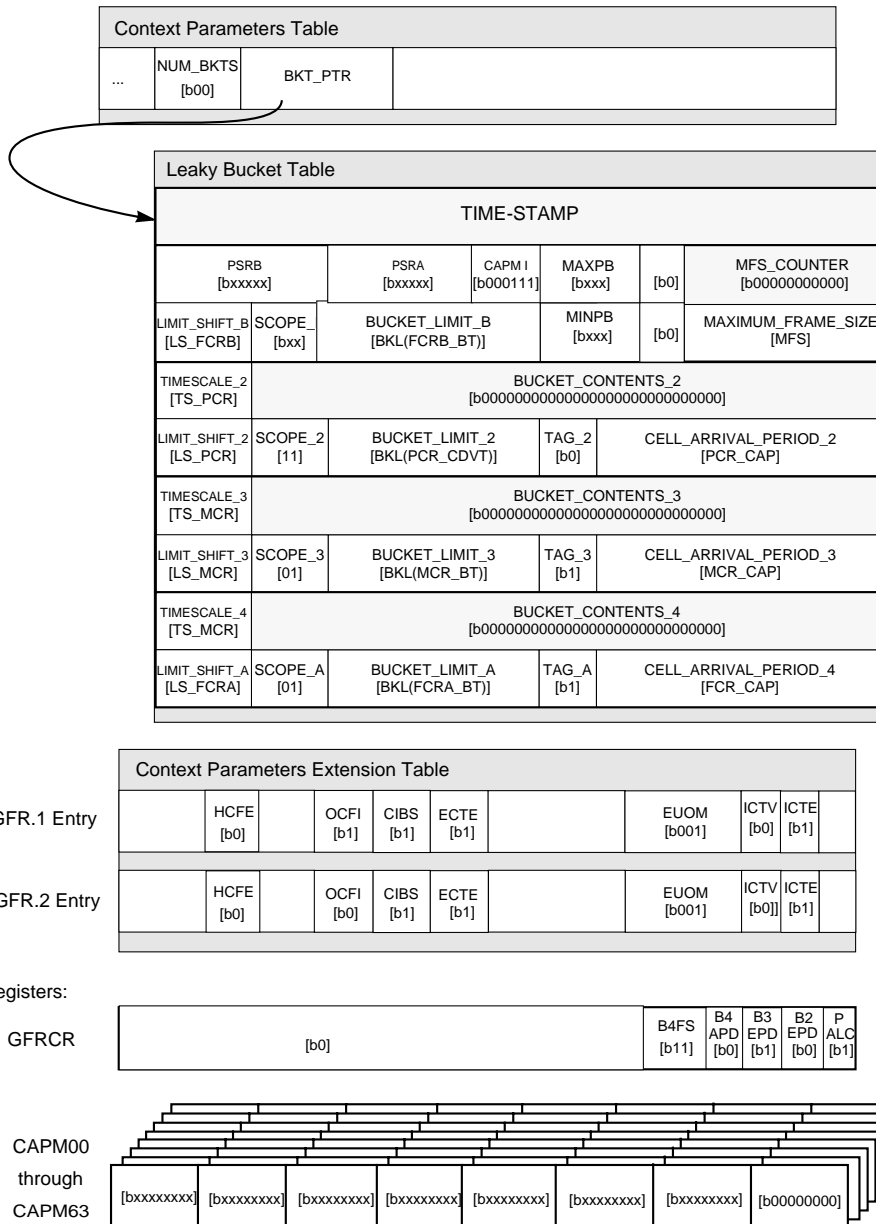 Context Parameters Table
... NUM_BKTS BKT_PTR
[b00]
Leaky Bucket Table
TIME-STAMP
PSRB PSRA CAPM I MAXPB MFS_COUNTER
[bxxxxx] [bxxxxx] [b000111] [bxxx] [b0] [b00000000000]
LIMIT_SHIFT_B SCOPE_ BUCKET_LIMIT_B MINPB MAXIMUM_FRAME_SIZE
[LS_FCRB] [bxx] [BKL(FCRB_BT)] [bxxx] [b0] [MFS]
TIMESCALE_2 BUCKET_CONTENTS_2
[TS_PCR]
LIMIT_SHIFT_2 SCOPE_2 BUCKET_LIMIT_2 TAG_2 CELL_ARRIVAL_PERIOD_2
[LS_PCR] [11] [BKL(PCR_CDVT)] [b0] [PCR_CAP]
TIMESCALE_3 BUCKET_CONTENTS_3
[TS_MCR]
LIMIT_SHIFT_3 SCOPE_3 BUCKET_LIMIT_3 TAG_3 CELL_ARRIVAL_PERIOD_3
[LS_MCR] [01] [BKL(MCR_BT)] [b1] [MCR_CAP]
TIMESCALE_4 BUCKET_CONTENTS_4
[TS_MCR]
LIMIT_SHIFT_A SCOPE_A BUCKET_LIMIT_A TAG_A CELL_ARRIVAL_PERIOD_4
[LS_FCRA] [01] [BKL(FCRA_BT)] [b1] [FCR_CAP]
Context Parameters Extension Table
GFR.1 Entry HCFE OCFI CIBS ECTE EUOM ICTV ICTE
[b0] [b1] [b1] [b1] [b001] [b0] [b1]
GFR.2 Entry HCFE OCFI CIBS ECTE EUOM ICTV ICTE
[b0] [b0] [b1] [b1] [b001] [b0]] [b1]
egisters:
GFRCR [b0] B4FS B4 B3 B2 P
APD EPD EPD ALC
[b11] [b0] [b1] [b0] [b1]
CAPM00
through
CAPM63
[bxxxxxxxx] [bxxxxxxxx] [bxxxxxxxx] [bxxxxxxxx] [bxxxxxxxx] [bxxxxxxxx] [bxxxxxxxx] [b00000000]